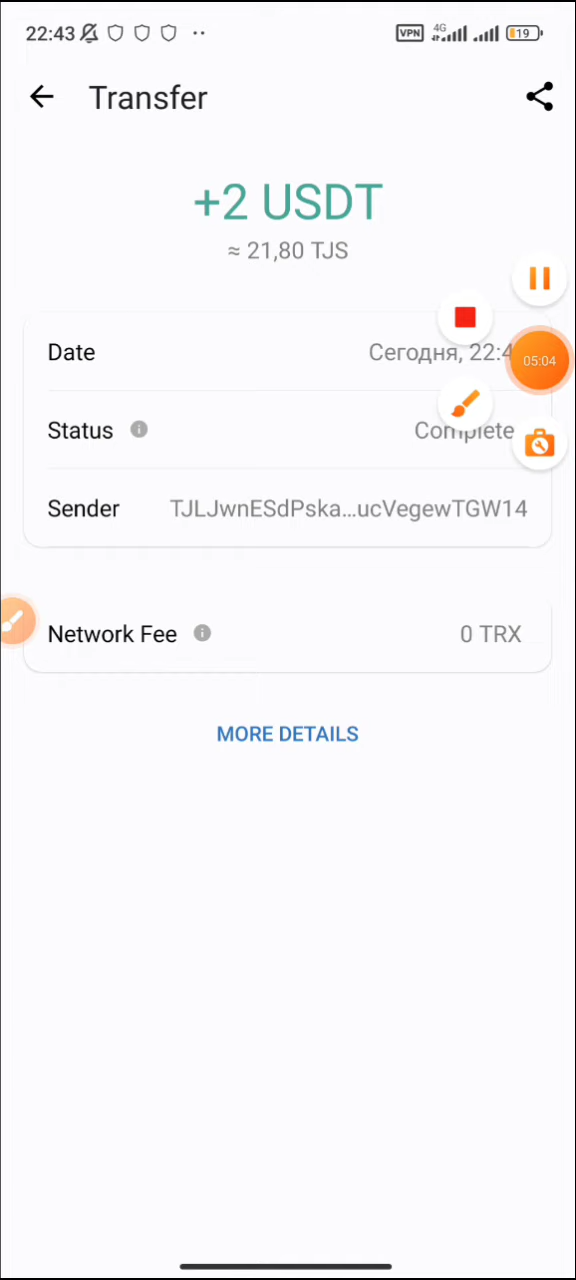 22:43 VPN 4G 19
Transfer
+2 USDT
≈ 21,80 TJS
Date Сегодня, 22:4
05:04
Status Complete
Sender TJLJwnESdPska...ucVegewTGW14
Network Fee 0 TRX
MORE DETAILS